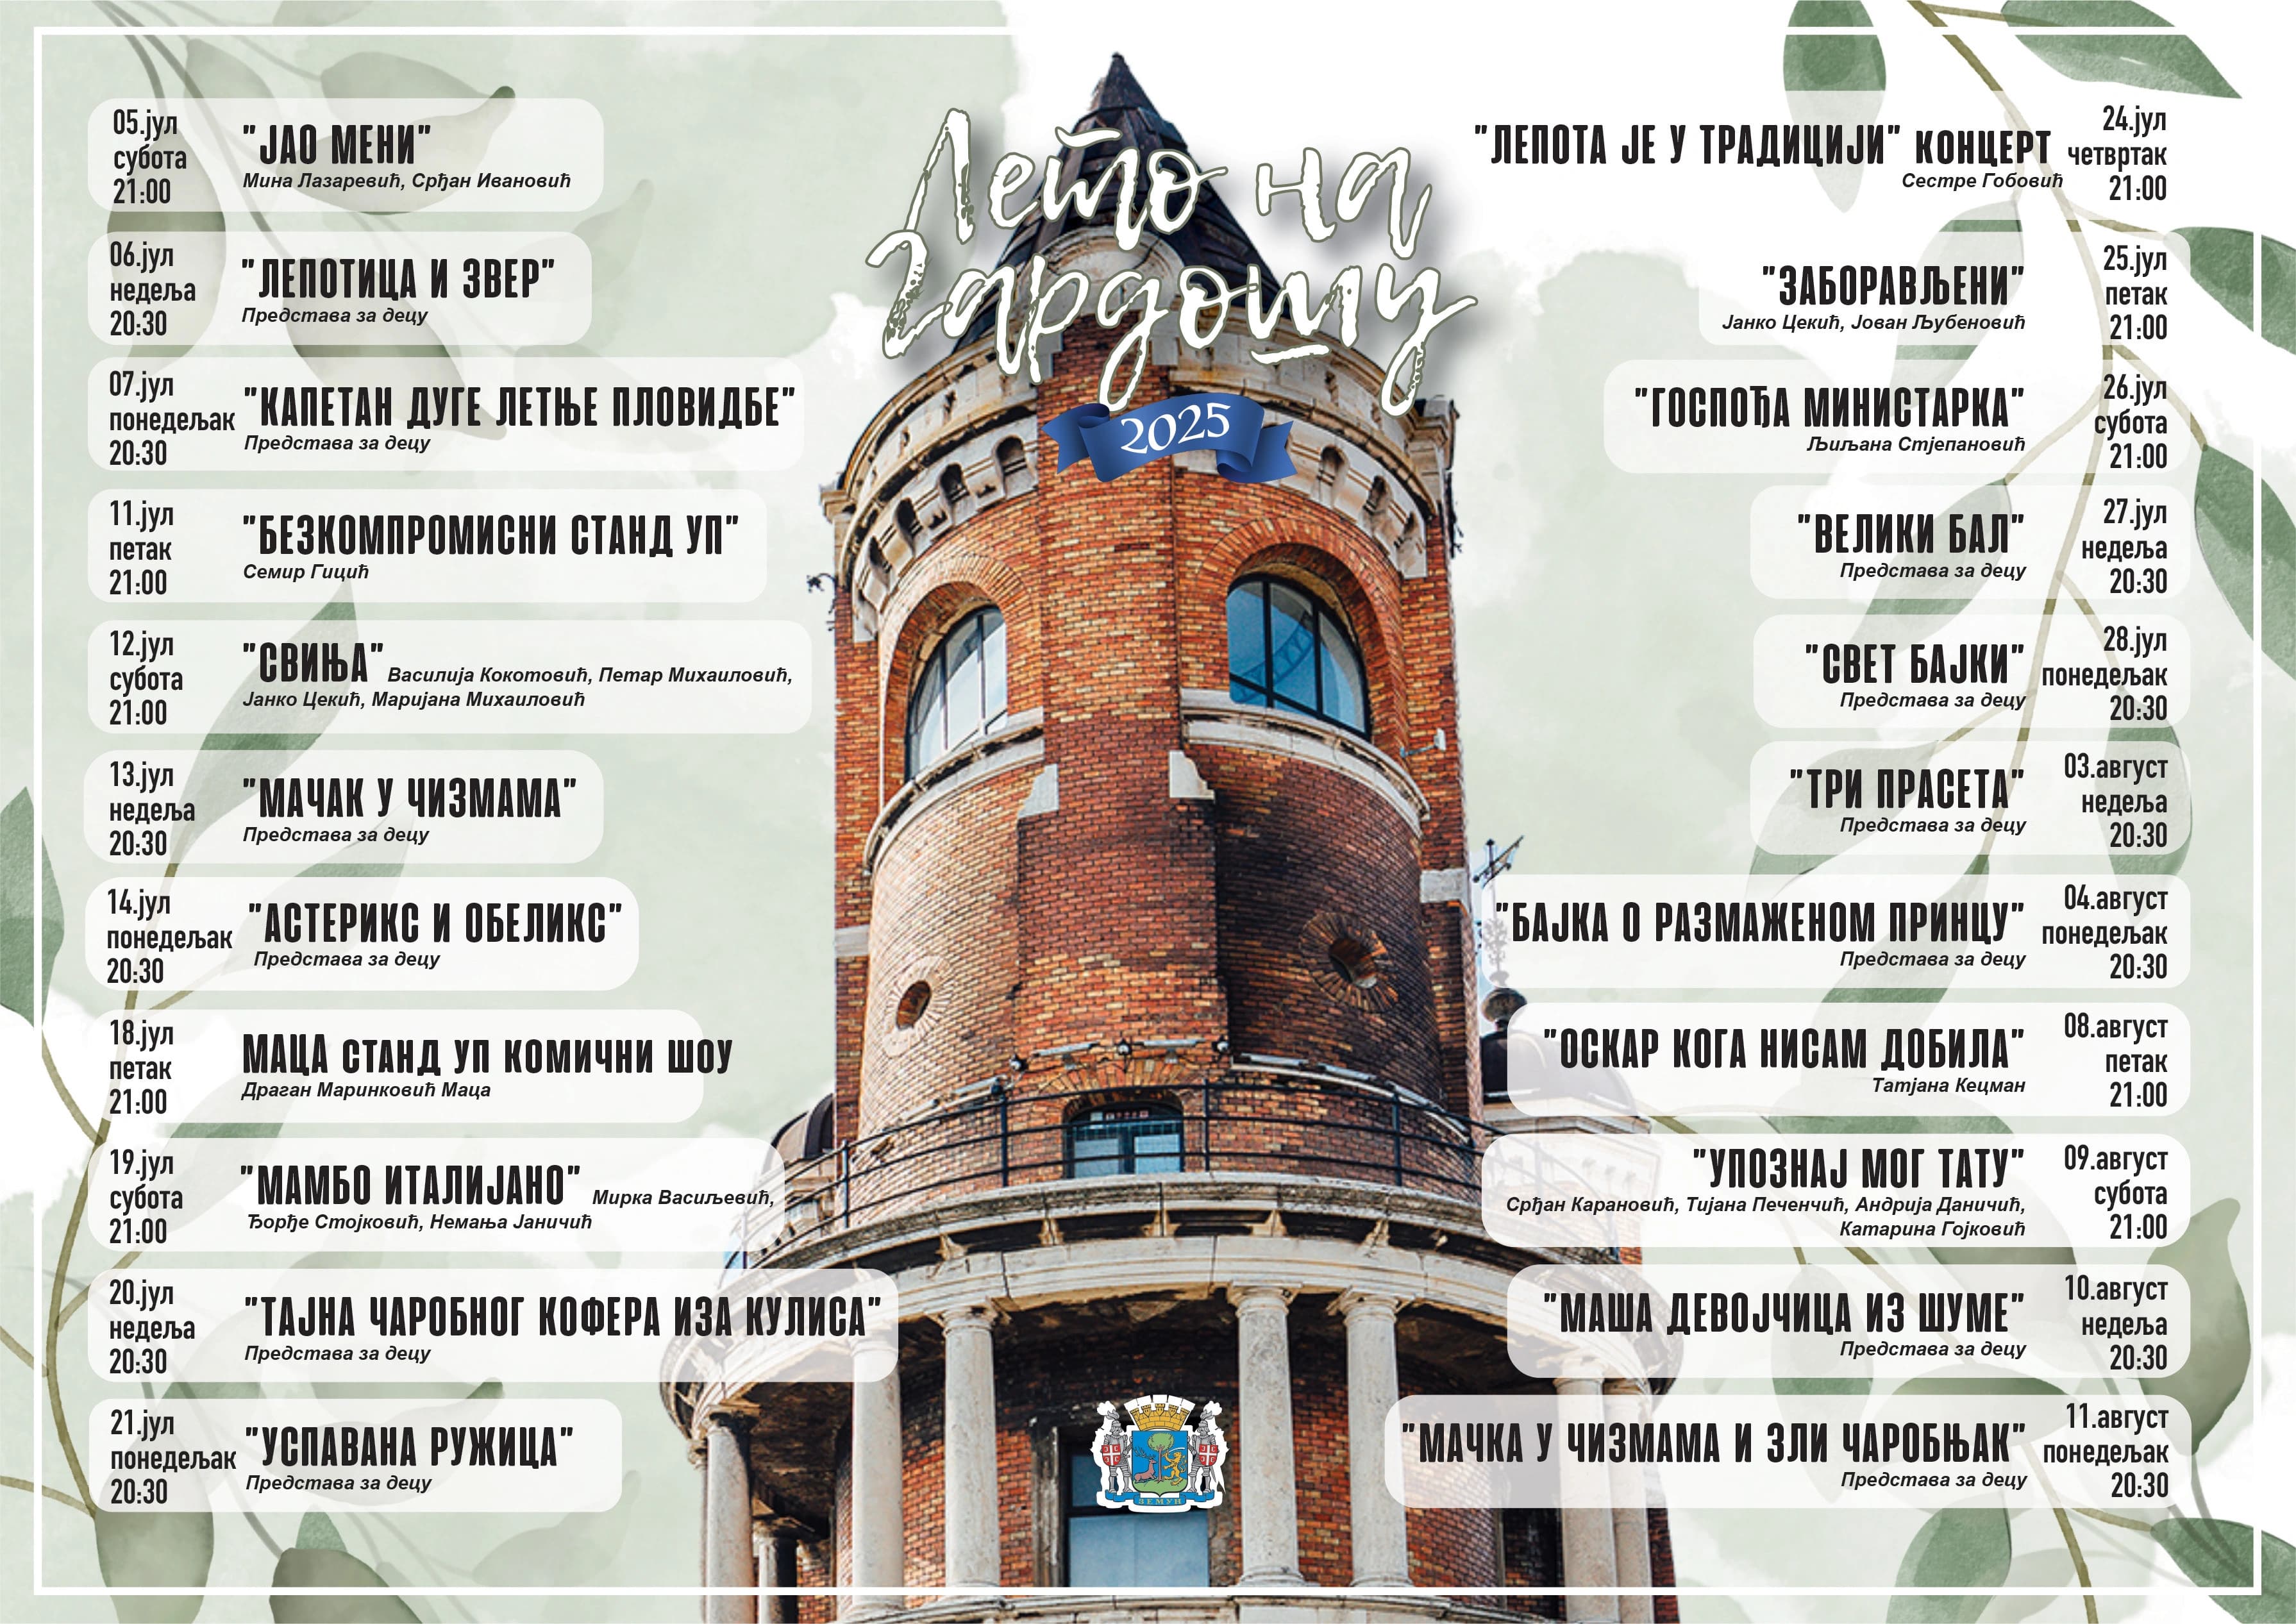 Лето на
Гардошу
2025
05.јул
субота
21:00
"ЈАО МЕНИ"
Мина Лазаревић, Срђан Ивановић
06.јул
недеља
20:30
"ЛЕПОТИЦА И ЗВЕР"
Представа за децу
07.јул
понедељак
20:30
"КАПЕТАН ДУГЕ ЛЕТЊЕ ПЛОВИДБЕ"
Представа за децу
11.јул
петак
21:00
"БЕЗКОМПРОМИСНИ СТАНД УП"
Семир Гицић
12.јул
субота
21:00
"СВИЊА" Василија Кокотовић, Петар Михаиловић,
Јанко Цекић, Маријана Михаиловић
13.јул
недеља
20:30
"МАЧАК У ЧИЗМАМА"
Представа за децу
14.јул
понедељак
20:30
"АСТЕРИКС И ОБЕЛИКС"
Представа за децу
18.јул
петак
21:00
МАЦА СТАНД УП КОМИЧНИ ШОУ
Драган Маринковић Маца
19.јул
субота
21:00
"МАМБО ИТАЛИЈАНО" Мирка Васиљевић,
Ђорђе Стојковић, Немања Јаничић
20.јул
недеља
20:30
"ТАЈНА ЧАРОБНОГ КОФЕРА ИЗА КУЛИСА"
Представа за децу
21.јул
понедељак
20:30
"УСПАВАНА РУЖИЦА"
Представа за децу
"ЛЕПОТА ЈЕ У ТРАДИЦИЈИ" КОНЦЕРТ
Сестре Гобовић
24.јул
четвртак
21:00
"ЗАБОРАВЉЕНИ"
Јанко Цекић, Јован Љубеновић
25.јул
петак
21:00
"ГОСПОЂА МИНИСТАРКА"
Љиљана Стјепановић
26.јул
субота
21:00
"ВЕЛИКИ БАЛ"
Представа за децу
27.јул
недеља
20:30
"СВЕТ БАЈКИ"
Представа за децу
28.јул
понедељак
20:30
"ТРИ ПРАСЕТА"
Представа за децу
03.август
недеља
20:30
"БАЈКА О РАЗМАЖЕНОМ ПРИНЦУ"
Представа за децу
04.август
понедељак
20:30
"ОСКАР КОГА НИСАМ ДОБИЛА"
Татјана Кецман
08.август
петак
21:00
"УПОЗНАЈ МОГ ТАТУ"
Срђан Карановић, Тијана Печенчић, Андрија Даничић,
Катарина Гојковић
09.август
субота
21:00
"МАША ДЕВОЈЧИЦА ИЗ ШУМЕ"
Представа за децу
10.август
недеља
20:30
"МАЧКА У ЧИЗМАМА И ЗЛИ ЧАРОБЊАК"
Представа за децу
11.август
понедељак
20:30
ЗЕМУН